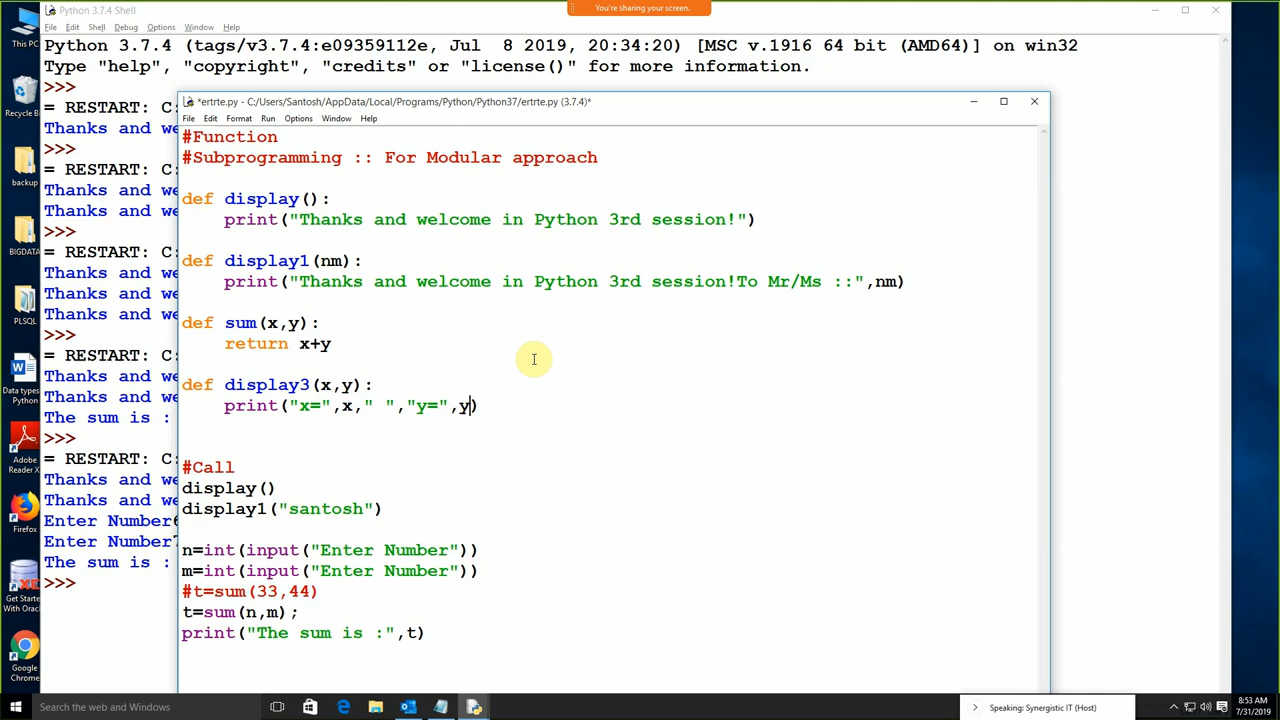 This PC
Recycle B
backup
BIGDATA
PLSQL
Data types
Python
Adobe
Reader X
Firefox
Get Starte
With Orac
Google
Chrome
Python 3.7.4 Shell
You're sharing your screen.
File Edit Shell Debug Options Window Help
Python 3.7.4 (tags/v3.7.4:e09359112e, Jul  8 2019, 20:34:20) [MSC v.1916 64 bit (AMD64)] on win32
Type "help", "copyright", "credits" or "license()" for more information.
>>>
= RESTART: C:
Thanks and we
>>>
= RESTART: C:
Thanks and we
Thanks and we
>>>
= RESTART: C:
Thanks and we
Thanks and we
Thanks and we
>>>
= RESTART: C:
Thanks and we
Thanks and we
The sum is :
>>>
= RESTART: C:
Thanks and we
Thanks and we
Enter Number6
Enter Number7
The sum is :
>>>
*ertrte.py - C:/Users/Santosh/AppData/Local/Programs/Python/Python37/ertrte.py (3.7.4)*
File Edit Format Run Options Window Help
#Function
#Subprogramming :: For Modular approach
def display():
    print("Thanks and welcome in Python 3rd session!")
def display1(nm):
    print("Thanks and welcome in Python 3rd session!To Mr/Ms ::",nm)
def sum(x,y):
    return x+y
def display3(x,y):
    print("x=",x," ","y=",y)
#Call
display()
display1("santosh")
n=int(input("Enter Number"))
m=int(input("Enter Number"))
#t=sum(33,44)
t=sum(n,m);
print("The sum is :",t)
Search the web and Windows
Speaking: Synergistic IT (Host)
8:53 AM
7/31/2019